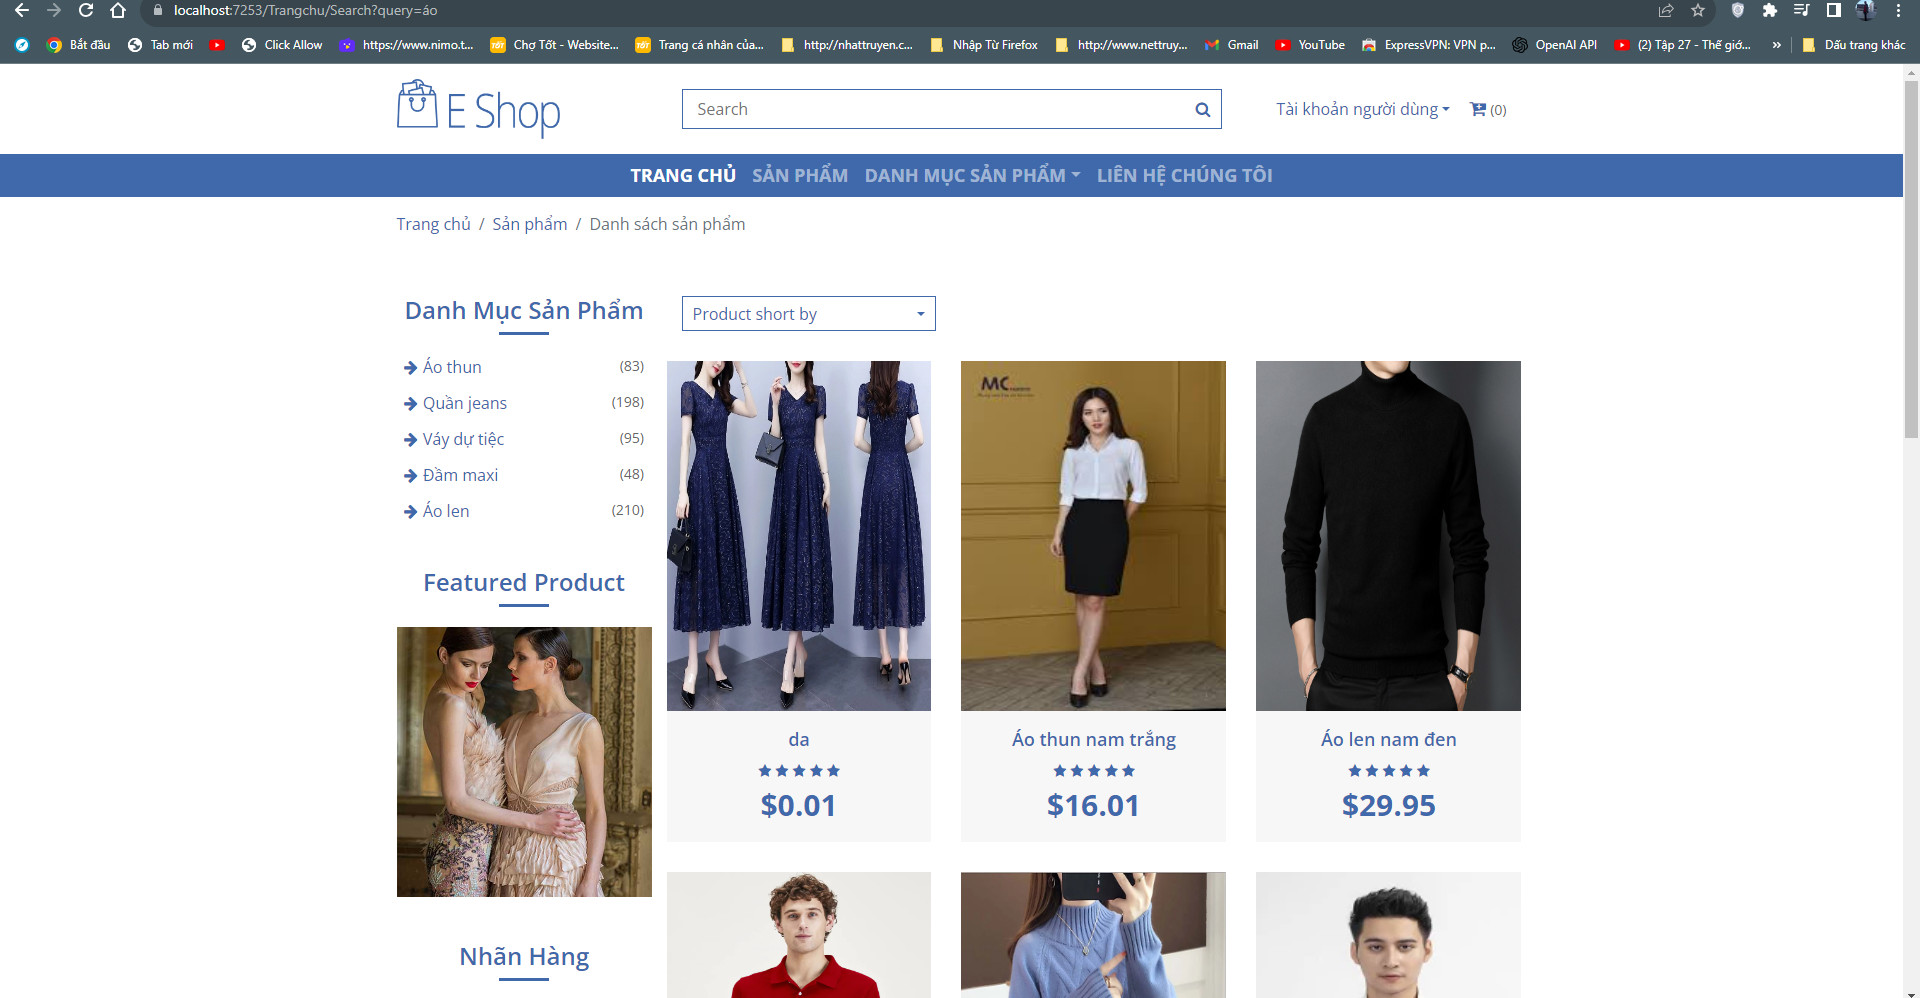 localhost:7253/Trangchu/Search?query=áo
Bắt đầu
Tab mới
Click Allow
https://www.nimo.t...
Chợ Tốt - Website...
Trang cá nhân của...
http://nhattruyen.c...
Nhập Từ Firefox
http://www.nettruy...
Gmail
YouTube
ExpressVPN: VPN p...
OpenAI API
(2) Tập 27 - Thế giớ...
»
Dấu trang khác
E Shop
Search
Tài khoản người dùng
(0)
TRANG CHỦ SẢN PHẨM DANH MỤC SẢN PHẨM LIÊN HỆ CHÚNG TÔI
Trang chủ / Sản phẩm / Danh sách sản phẩm
Danh Mục Sản Phẩm
Áo thun (83)
Quần jeans (198)
Váy dự tiệc (95)
Đầm maxi (48)
Áo len (210)
Featured Product
Nhãn Hàng
Product short by
MC
da
$0.01
Áo thun nam trắng
$16.01
Áo len nam đen
$29.95